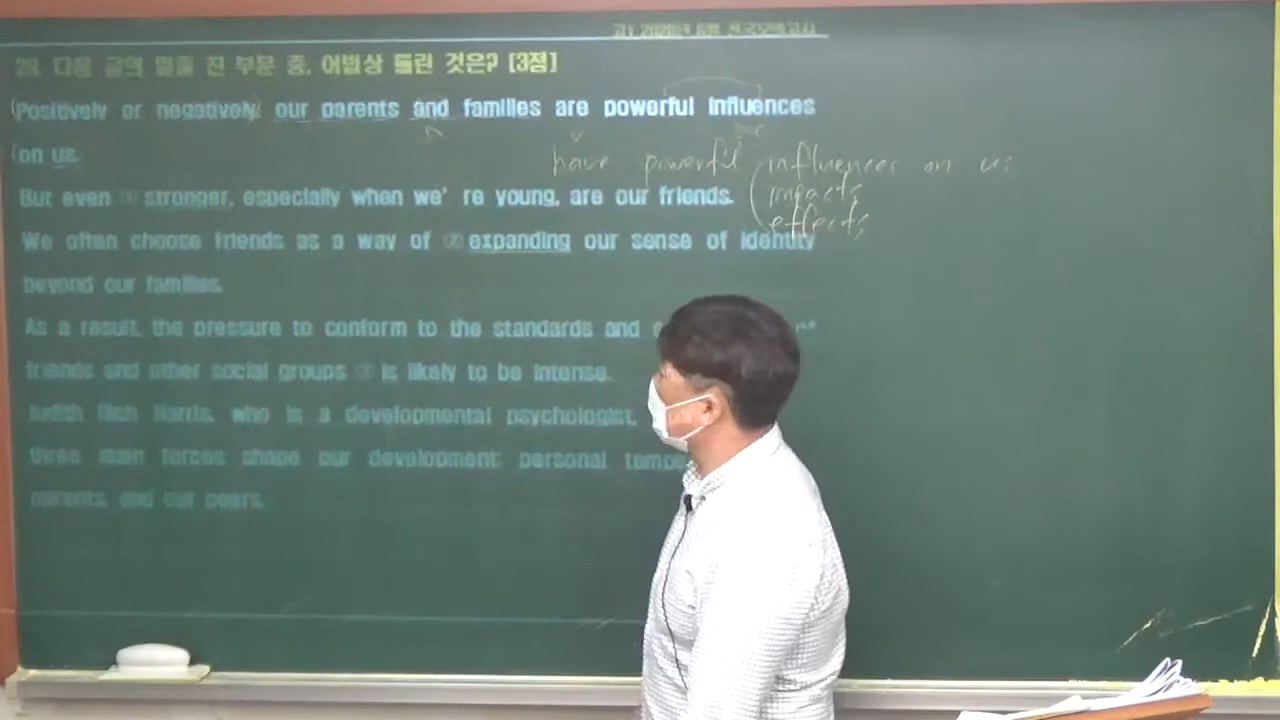 고1 2020년 6월 전국모의고사
29. 다음 글의 밑줄 친 부분 중, 어법상 틀린 것은? [3점]
Positively or negatively, our parents and families are powerful influences
on us.
have powerful influences on us
But even ① stronger, especially when we' re young, are our friends.
impacts
effects
We often choose friends as a way of ② expanding our sense of identity
beyond our families.
As a result, the pressure to conform to the standards and
friends and other social groups ③ is likely to be intense.
Judith Rich Harris, who is a developmental psychologist,
three main forces shape our development: personal
parents, and our peers.